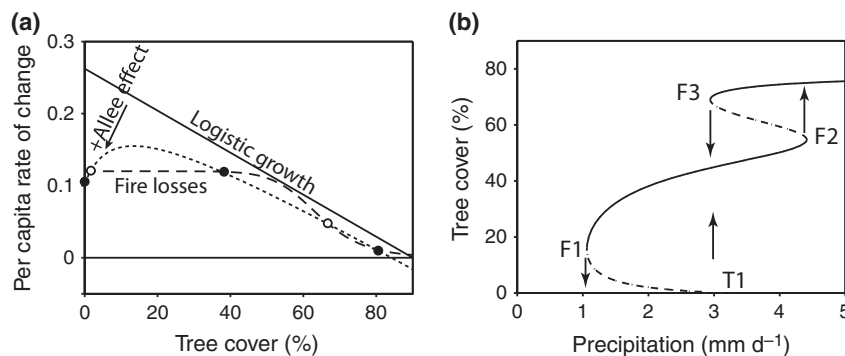 (a)
0.3
0.2
0.1
0
Per capita rate of change
+Allee effect
Logistic growth
Fire losses
0 20 40 60 80
Tree cover (%)
(b)
80
60
40
20
0
Tree cover (%)
F3
F2
F1
T1
0 1 2 3 4 5
Precipitation (mm d⁻¹)